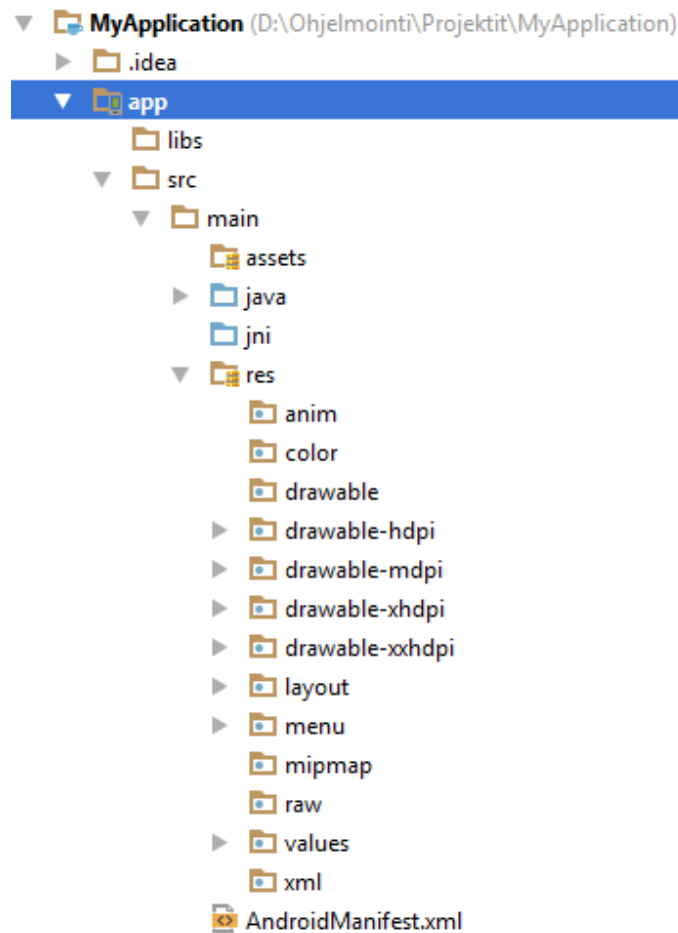 MyApplication (D:\Ohjelmointi\Projektit\MyApplication)
.idea
app
libs
src
main
assets
java
jni
res
anim
color
drawable
drawable-hdpi
drawable-mdpi
drawable-xhdpi
drawable-xxhdpi
layout
menu
mipmap
raw
values
xml
AndroidManifest.xml